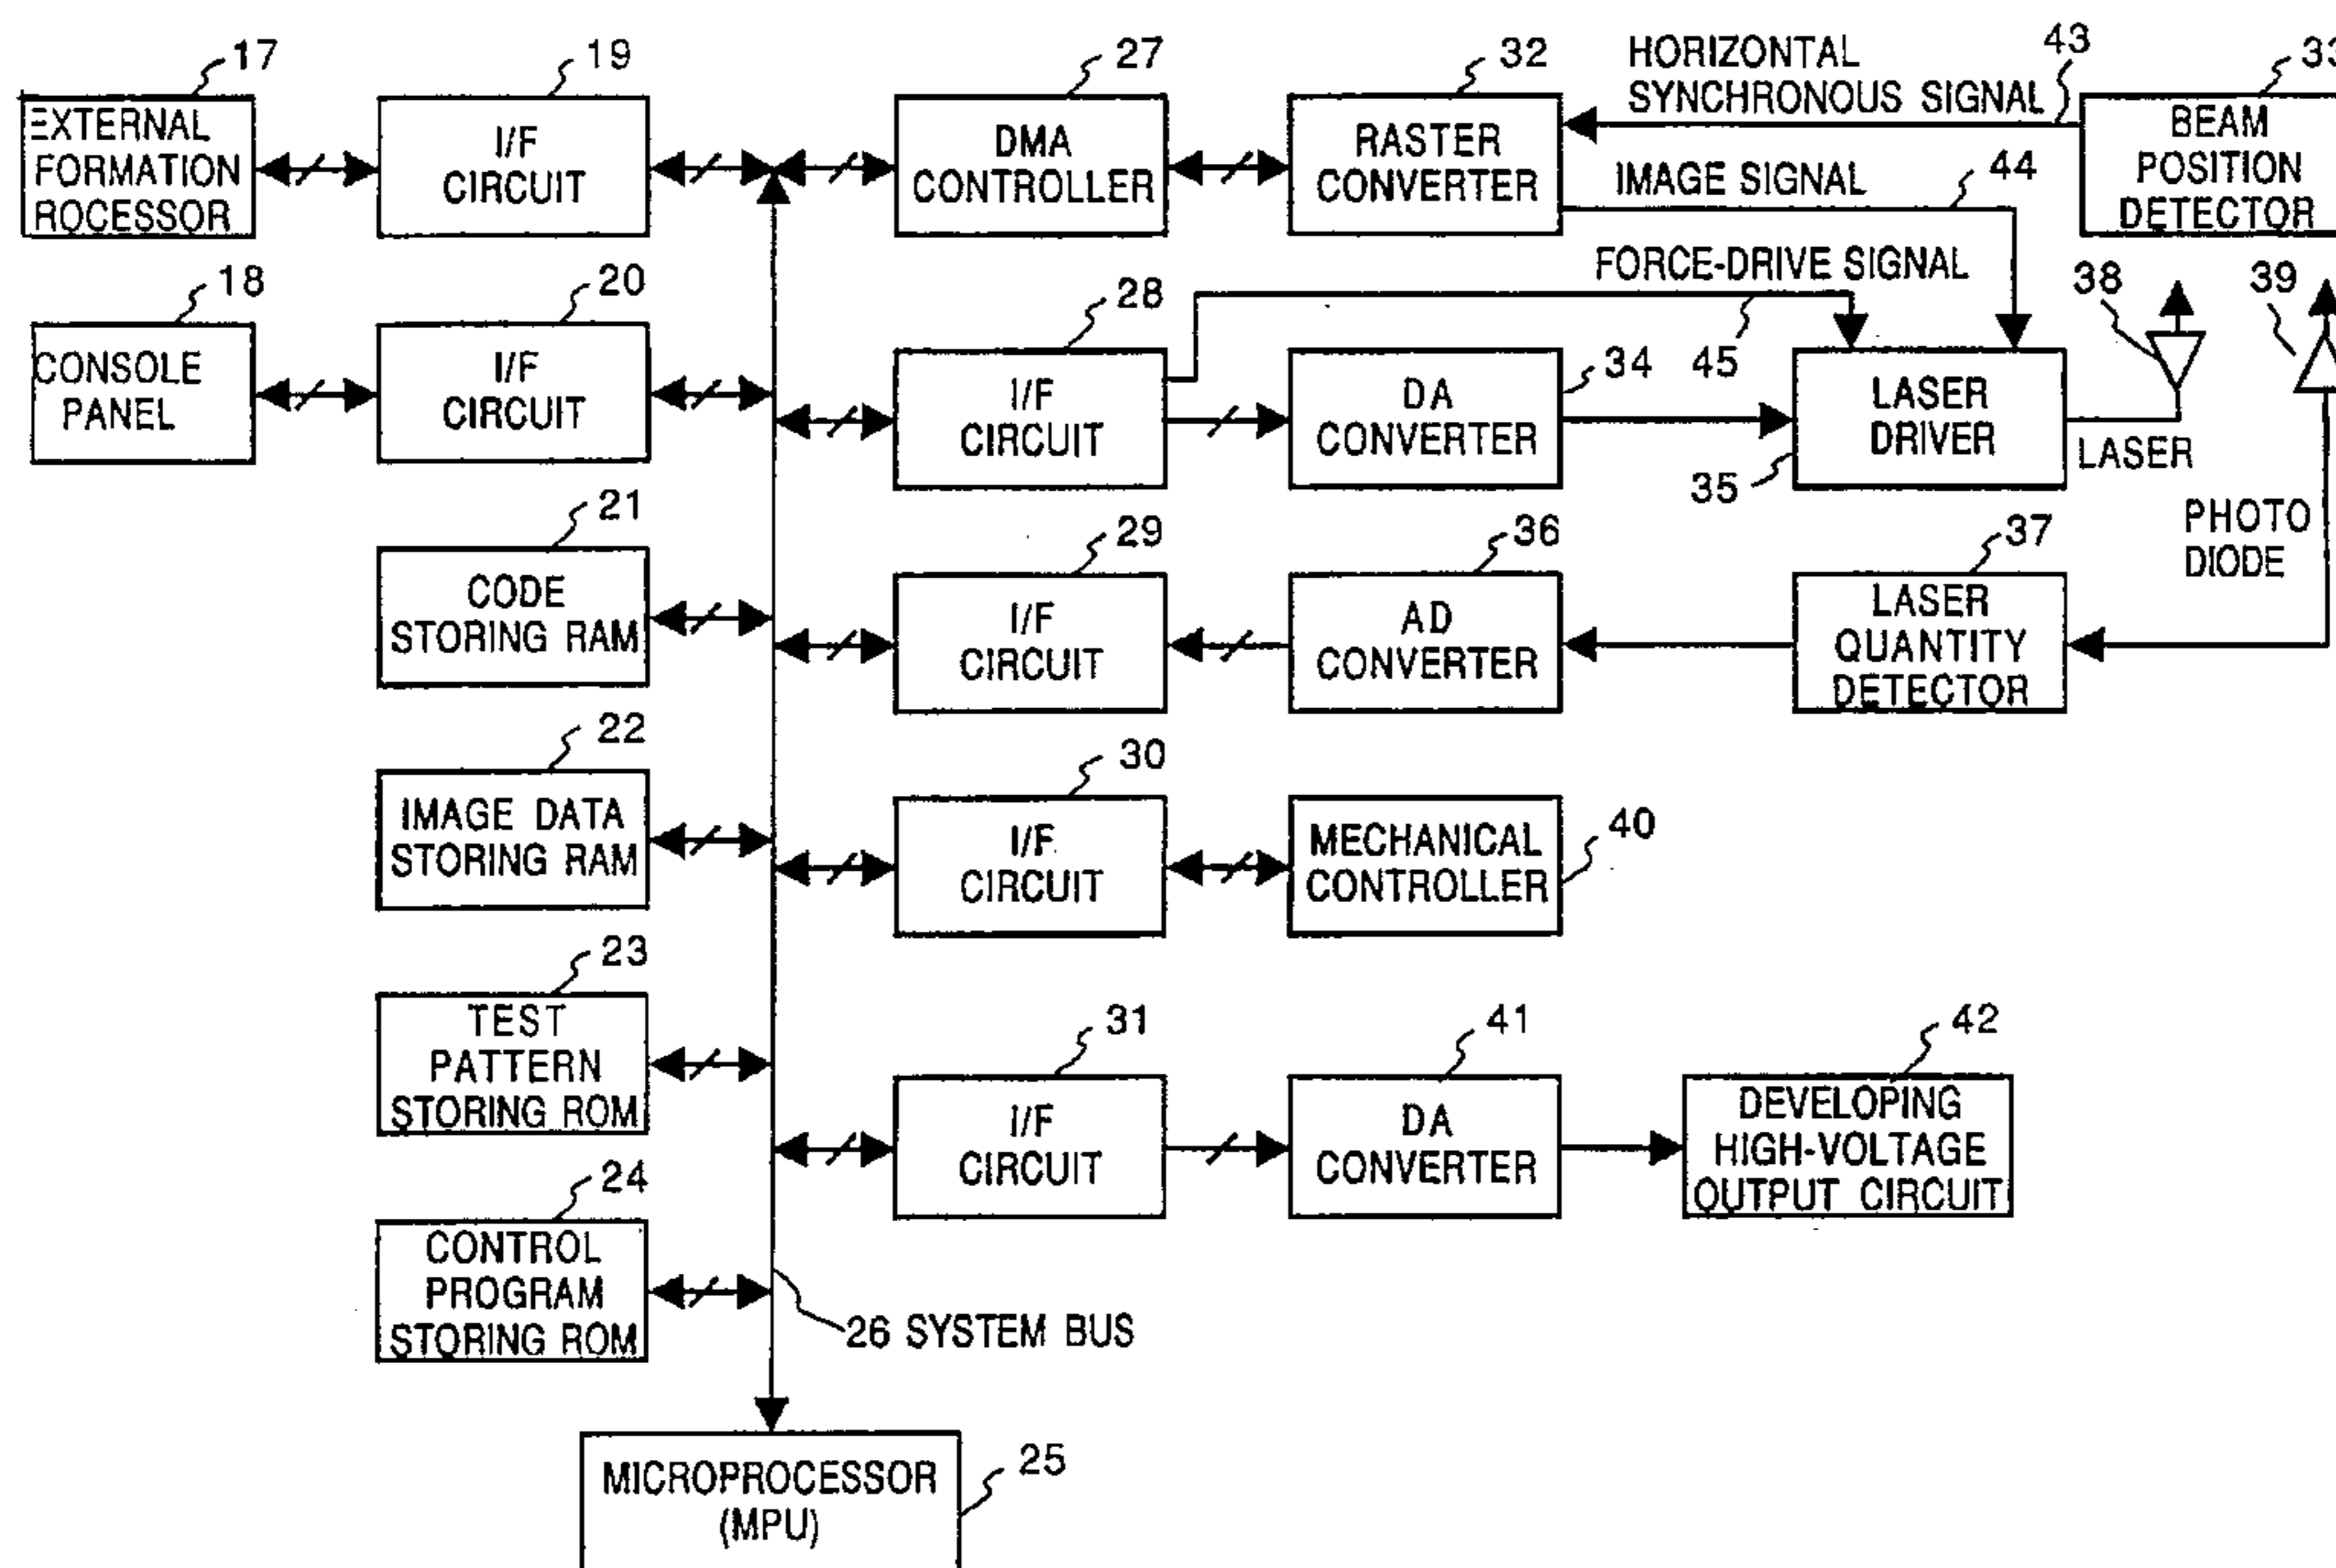 17
EXTERNAL
FORMATION
ROCESSOR
19
I/F
CIRCUIT
27
DMA
CONTROLLER
32
RASTER
CONVERTER
HORIZONTAL
SYNCHRONOUS SIGNAL
43
33
BEAM
POSITION
DETECTOR
IMAGE SIGNAL
44
FORCE-DRIVE SIGNAL
45
18
CONSOLE
PANEL
20
I/F
CIRCUIT
28
I/F
CIRCUIT
34
DA
CONVERTER
35
LASER
DRIVER
38
LASER
39
PHOTO
DIODE
21
CODE
STORING RAM
29
I/F
CIRCUIT
36
AD
CONVERTER
37
LASER
QUANTITY
DETECTOR
22
IMAGE DATA
STORING RAM
30
I/F
CIRCUIT
40
MECHANICAL
CONTROLLER
23
TEST
PATTERN
STORING ROM
31
I/F
CIRCUIT
41
DA
CONVERTER
42
DEVELOPING
HIGH-VOLTAGE
OUTPUT CIRCUIT
24
CONTROL
PROGRAM
STORING ROM
26 SYSTEM BUS
25
MICROPROCESSOR
(MPU)